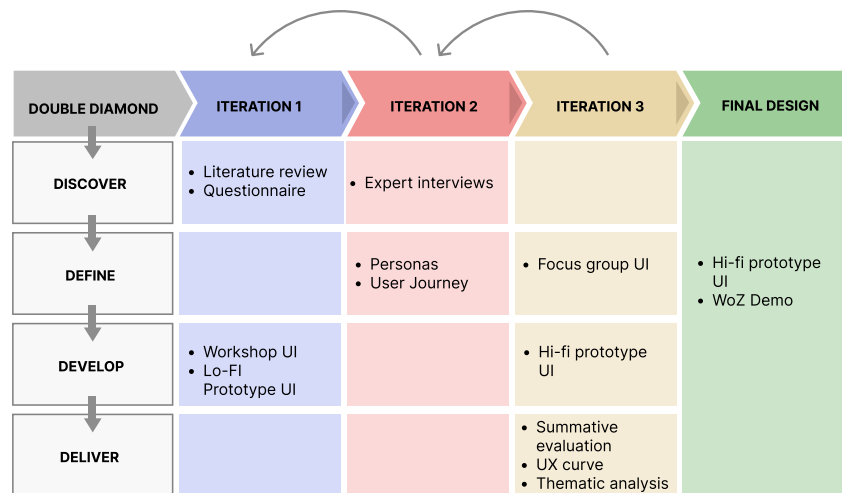 DOUBLE DIAMOND
ITERATION 1
ITERATION 2
ITERATION 3
FINAL DESIGN
DISCOVER
• Literature review
• Questionnaire
• Expert interviews
DEFINE
• Personas
• User Journey
• Focus group UI
• Hi-fi prototype
UI
• WoZ Demo
DEVELOP
• Workshop UI
• Lo-FI
Prototype UI
• Hi-fi prototype
UI
DELIVER
• Summative
evaluation
• UX curve
• Thematic analysis